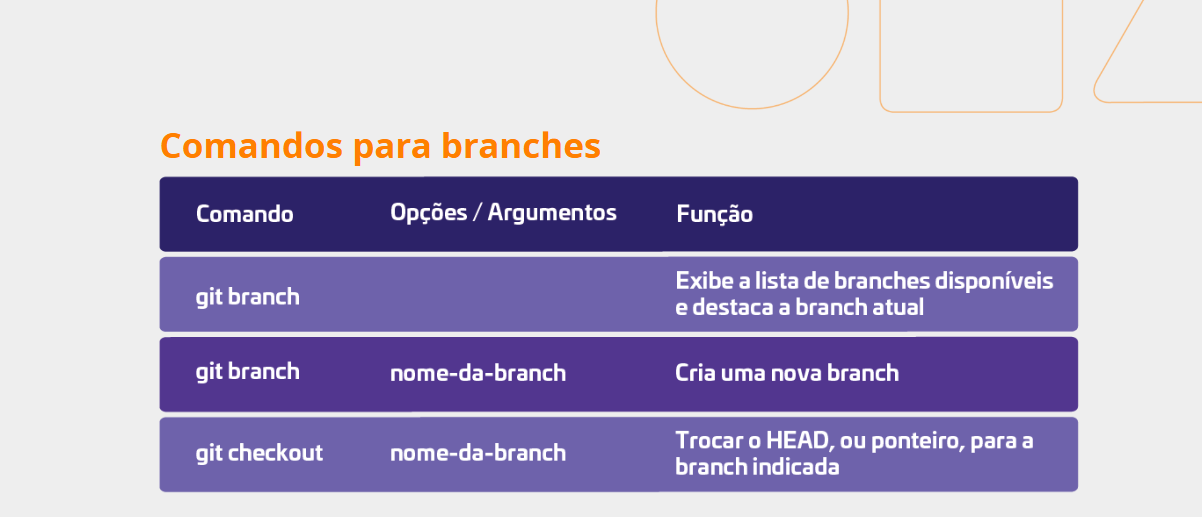 Comandos para branches
Comando
Opções / Argumentos
Função
git branch
Exibe a lista de branches disponíveis
e destaca a branch atual
git branch
nome-da-branch
Cria uma nova branch
git checkout
nome-da-branch
Trocar o HEAD, ou ponteiro, para a
branch indicada